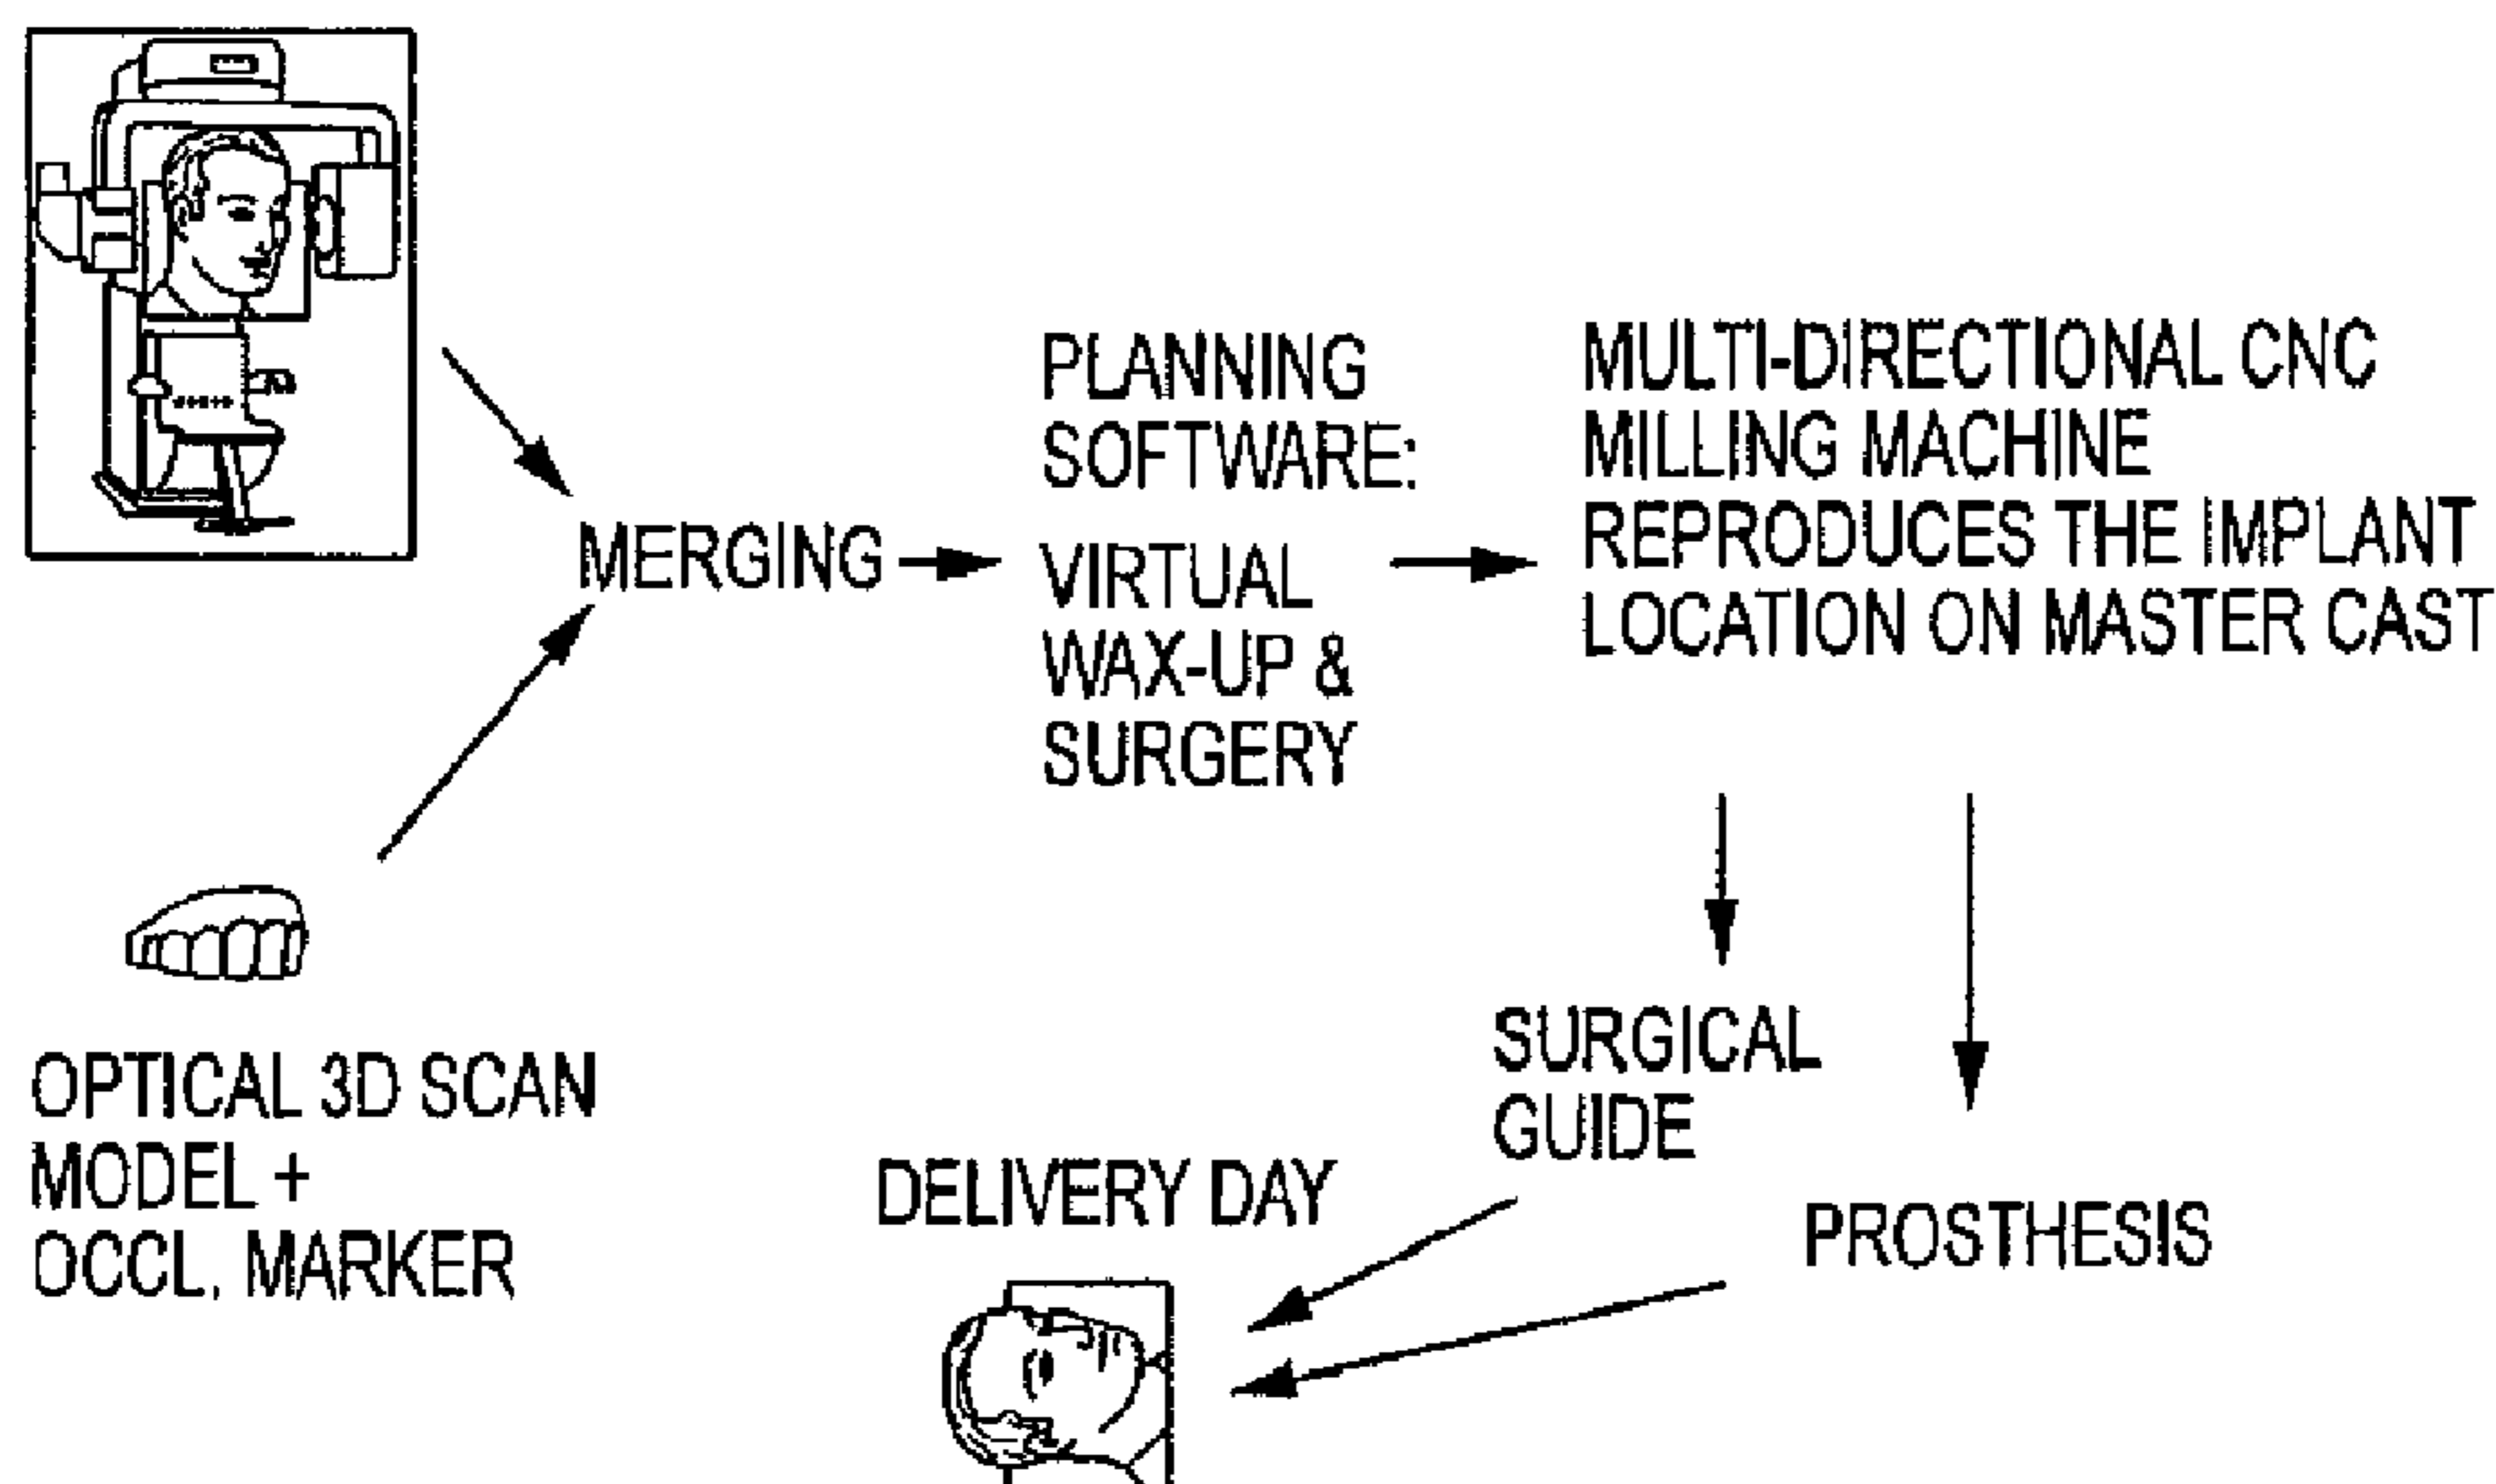 PLANNING
SOFTWARE:
VIRTUAL
WAX-UP &
SURGERY
MULTI-DIRECTIONAL CNC
MILLING MACHINE
REPRODUCES THE IMPLANT
LOCATION ON MASTER CAST
MERGING
OPTICAL 3D SCAN
MODEL +
OCCL. MARKER
SURGICAL
GUIDE
PROSTHESIS
DELIVERY DAY